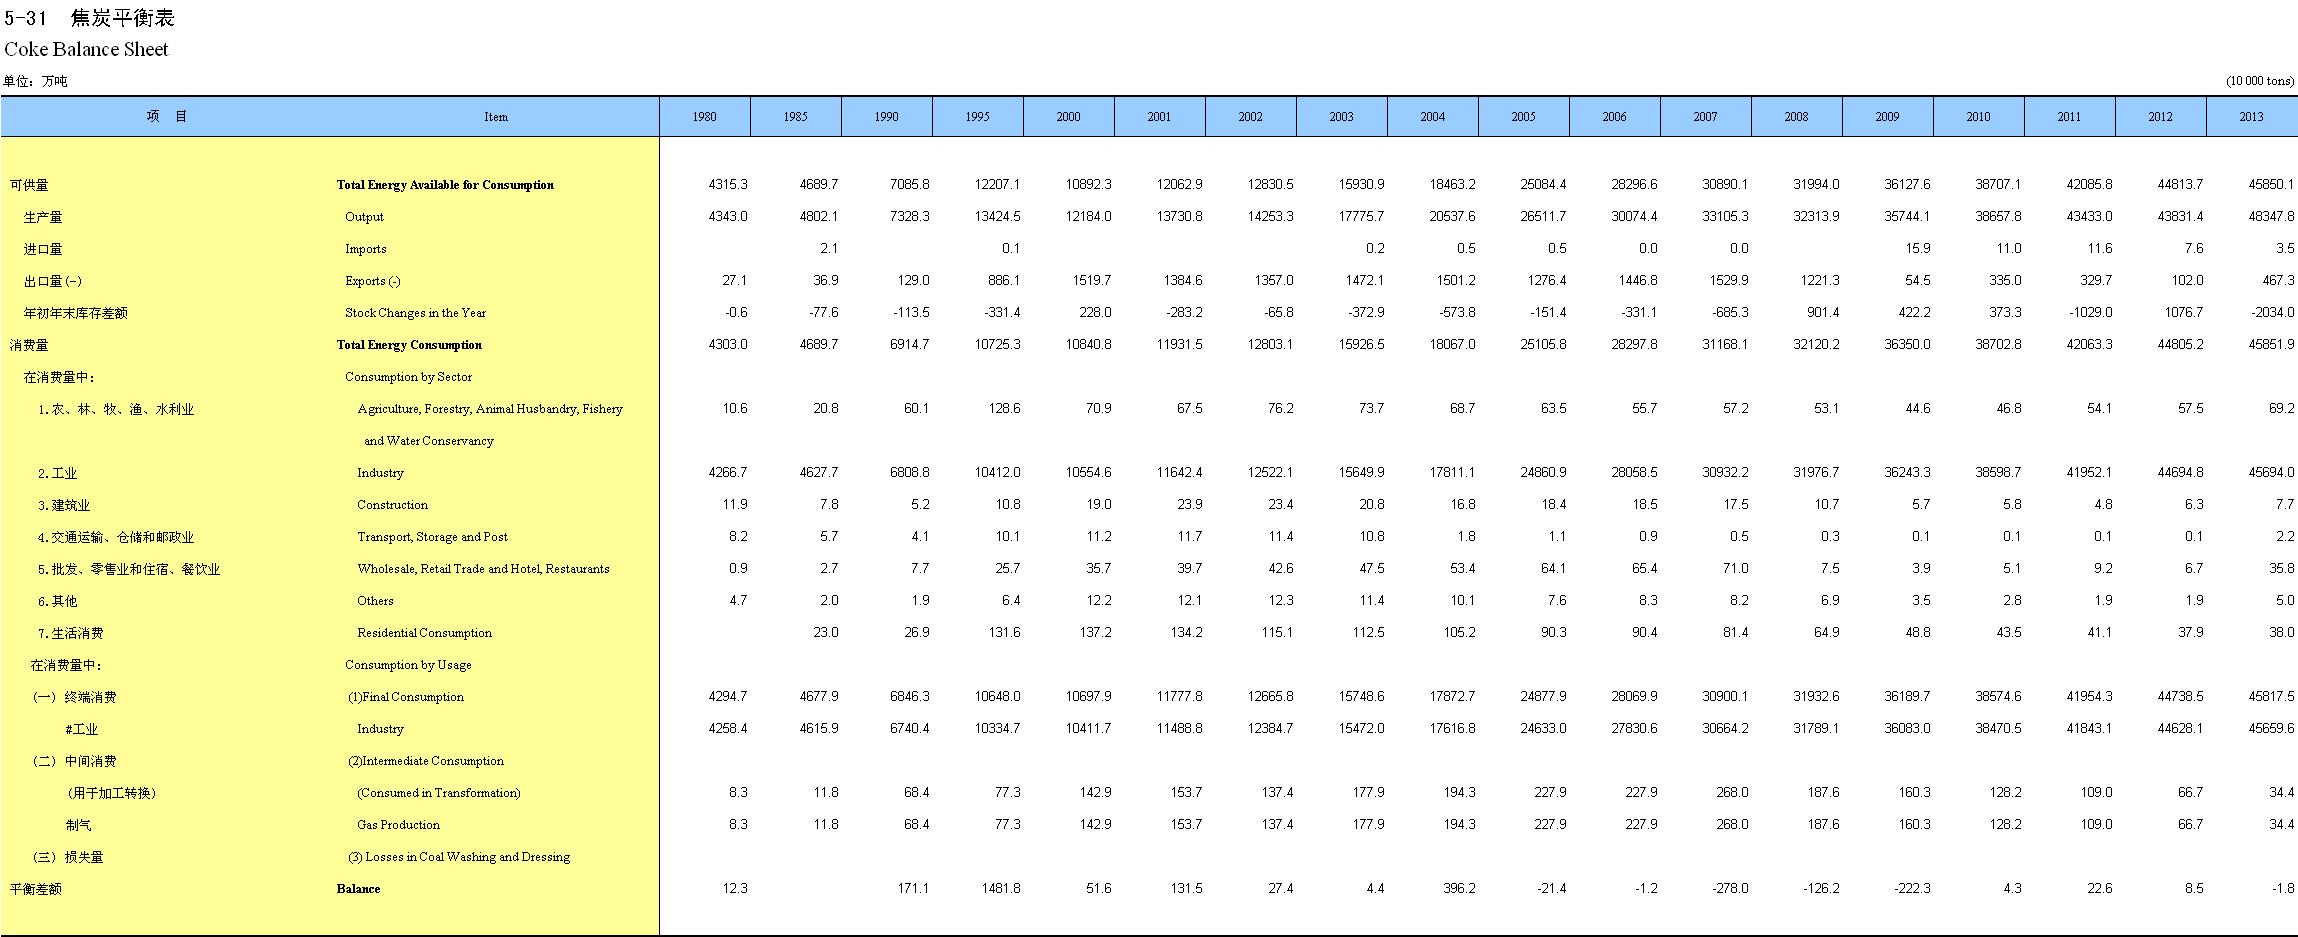 5-31 焦炭平衡表
Coke Balance Sheet
单位：万吨 (10 000 tons)
项 目 Item 1980 1985 1990 1995 2000 2001 2002 2003 2004 2005 2006 2007 2008 2009 2010 2011 2012 2013
可供量 Total Energy Available for Consumption 4315.3 4689.7 7085.8 12207.1 10892.3 12062.9 12830.5 15930.9 18463.2 25084.4 28296.6 30890.1 31994.0 36127.6 38707.1 42085.8 44813.7 45850.1
生产量 Output 4343.0 4802.1 7328.3 13424.5 12184.0 13730.8 14253.3 17775.7 20537.6 26511.7 30074.4 33105.3 32313.9 35744.1 38657.8 43433.0 43831.4 48347.8
进口量 Imports 2.1 0.1 0.2 0.5 0.5 0.0 0.0 15.9 11.0 11.6 7.6 3.5
出口量(-) Exports (-) 27.1 36.9 129.0 886.1 1519.7 1384.6 1357.0 1472.1 1501.2 1276.4 1446.8 1529.9 1221.3 54.5 335.0 329.7 102.0 467.3
年初年末库存差额 Stock Changes in the Year -0.6 -77.6 -113.5 -331.4 228.0 -283.2 -65.8 -372.9 -573.8 -151.4 -331.1 -685.3 901.4 422.2 373.3 -1029.0 1076.7 -2034.0
消费量 Total Energy Consumption 4303.0 4689.7 6914.7 10725.3 10840.8 11931.5 12803.1 15926.5 18067.0 25105.8 28297.8 31168.1 32120.2 36350.0 38702.8 42063.3 44805.2 45851.9
在消费量中： Consumption by Sector
1.农、林、牧、渔、水利业 Agriculture, Forestry, Animal Husbandry, Fishery 10.6 20.8 60.1 128.6 70.9 67.5 76.2 73.7 68.7 63.5 55.7 57.2 53.1 44.6 46.8 54.1 57.5 69.2
and Water Conservancy
2.工业 Industry 4266.7 4627.7 6808.8 10412.0 10554.6 11642.4 12522.1 15649.9 17811.1 24860.9 28058.5 30932.2 31976.7 36243.3 38598.7 41952.1 44694.8 45694.0
3.建筑业 Construction 11.9 7.8 5.2 10.8 19.0 23.9 23.4 20.8 16.8 18.4 18.5 17.5 10.7 5.7 5.8 4.8 6.3 7.7
4.交通运输、仓储和邮政业 Transport, Storage and Post 8.2 5.7 4.1 10.1 11.2 11.7 11.4 10.8 1.8 1.1 0.9 0.5 0.3 0.1 0.1 0.1 0.1 2.2
5.批发、零售业和住宿、餐饮业 Wholesale, Retail Trade and Hotel, Restaurants 0.9 2.7 7.7 25.7 35.7 39.7 42.6 47.5 53.4 64.1 65.4 71.0 7.5 3.9 5.1 9.2 6.7 35.8
6.其他 Others 4.7 2.0 1.9 6.4 12.2 12.1 12.3 11.4 10.1 7.6 8.3 8.2 6.9 3.5 2.8 1.9 1.9 5.0
7.生活消费 Residential Consumption 23.0 26.9 131.6 137.2 134.2 115.1 112.5 105.2 90.3 90.4 81.4 64.9 48.8 43.5 41.1 37.9 38.0
在消费量中： Consumption by Usage
(一) 终端消费 (1)Final Consumption 4294.7 4677.9 6846.3 10648.0 10697.9 11777.8 12665.8 15748.6 17872.7 24877.9 28069.9 30900.1 31932.6 36189.7 38574.6 41954.3 44738.5 45817.5
#工业 Industry 4258.4 4615.9 6740.4 10334.7 10411.7 11488.8 12384.7 15472.0 17616.8 24633.0 27830.6 30664.2 31789.1 36083.0 38470.5 41843.1 44628.1 45659.6
(二) 中间消费 (2)Intermediate Consumption
(用于加工转换) (Consumed in Transformation) 8.3 11.8 68.4 77.3 142.9 153.7 137.4 177.9 194.3 227.9 227.9 268.0 187.6 160.3 128.2 109.0 66.7 34.4
制气 Gas Production 8.3 11.8 68.4 77.3 142.9 153.7 137.4 177.9 194.3 227.9 227.9 268.0 187.6 160.3 128.2 109.0 66.7 34.4
(三) 损失量 (3) Losses in Coal Washing and Dressing
平衡差额 Balance 12.3 171.1 1481.8 51.6 131.5 27.4 4.4 396.2 -21.4 -1.2 -278.0 -126.2 -222.3 4.3 22.6 8.5 -1.8